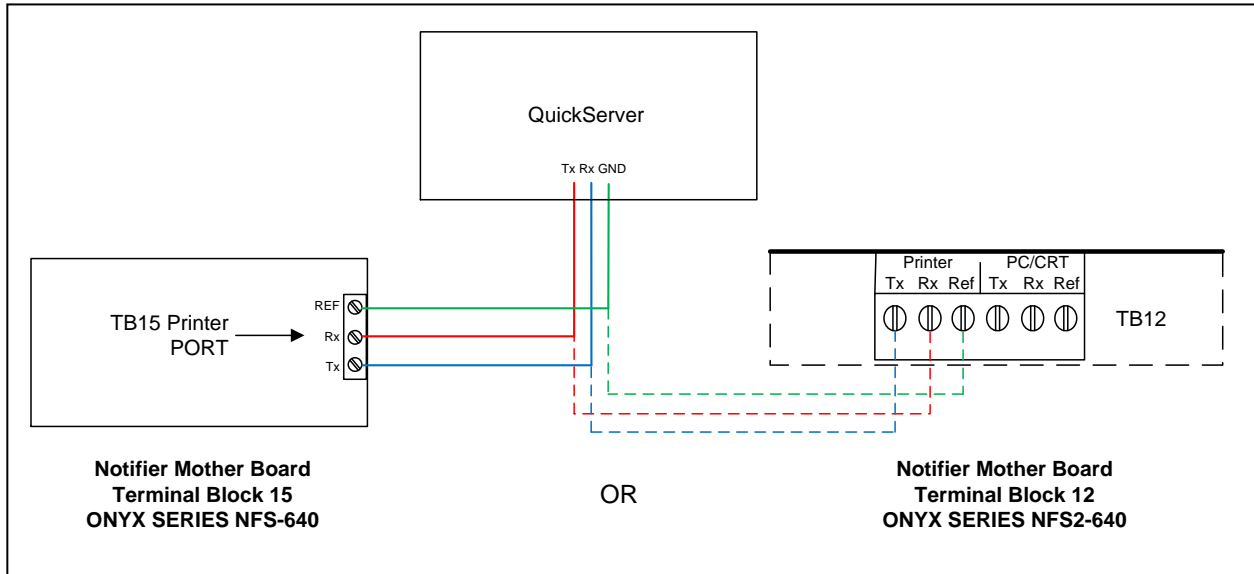 QuickServer
Tx Rx GND
TB15 Printer
PORT
REF
Rx
Tx
Printer PC/CRT
Tx Rx Ref Tx Rx Ref
TB12
Notifier Mother Board
Terminal Block 15
ONYX SERIES NFS-640
OR
Notifier Mother Board
Terminal Block 12
ONYX SERIES NFS2-640